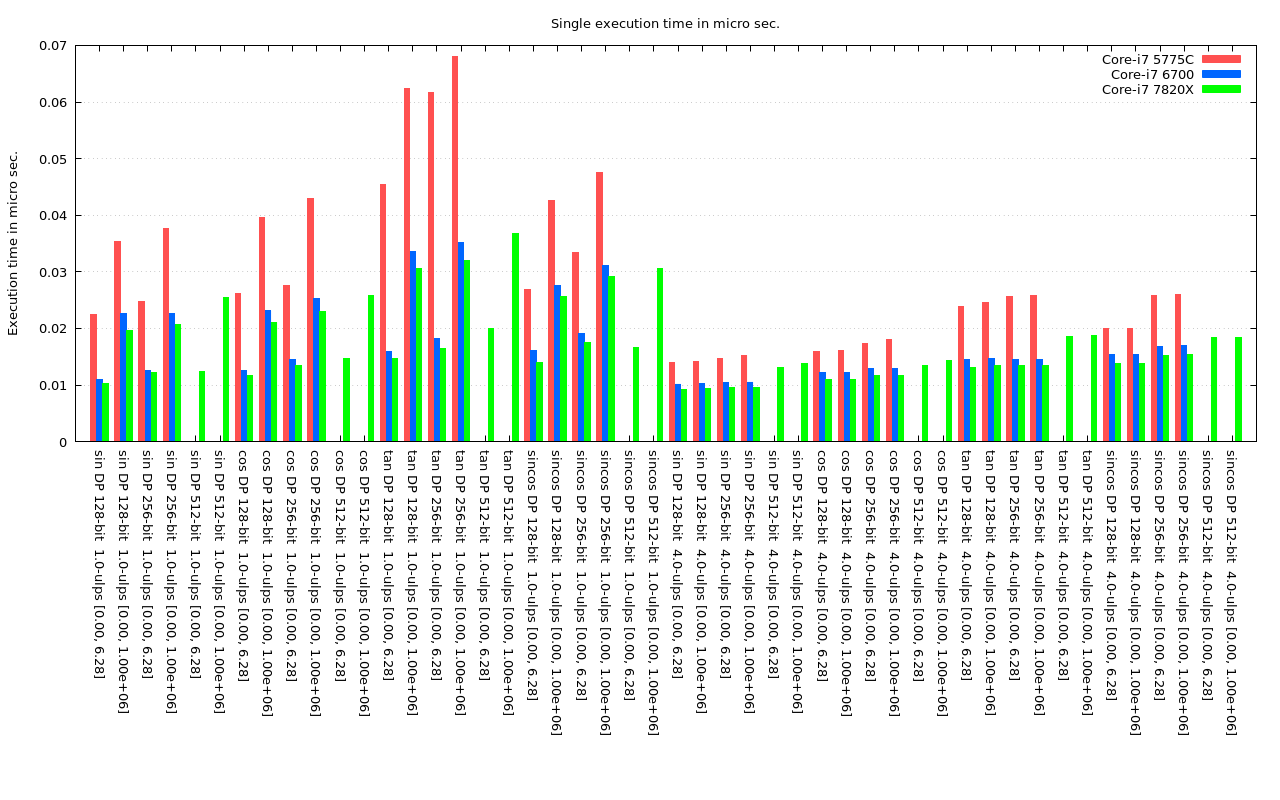 Single execution time in micro sec.
Execution time in micro sec.
0.07
0.06
0.05
0.04
0.03
0.02
0.01
0
Core-i7 5775C
Core-i7 6700
Core-i7 7820X
sin DP 128-bit 1.0-ulps [0.00, 6.28]
sin DP 128-bit 1.0-ulps [0.00, 1.00e+06]
sin DP 256-bit 1.0-ulps [0.00, 6.28]
sin DP 256-bit 1.0-ulps [0.00, 1.00e+06]
sin DP 512-bit 1.0-ulps [0.00, 6.28]
sin DP 512-bit 1.0-ulps [0.00, 1.00e+06]
cos DP 128-bit 1.0-ulps [0.00, 6.28]
cos DP 128-bit 1.0-ulps [0.00, 1.00e+06]
cos DP 256-bit 1.0-ulps [0.00, 6.28]
cos DP 256-bit 1.0-ulps [0.00, 1.00e+06]
cos DP 512-bit 1.0-ulps [0.00, 6.28]
cos DP 512-bit 1.0-ulps [0.00, 1.00e+06]
tan DP 128-bit 1.0-ulps [0.00, 6.28]
tan DP 128-bit 1.0-ulps [0.00, 1.00e+06]
tan DP 256-bit 1.0-ulps [0.00, 6.28]
tan DP 256-bit 1.0-ulps [0.00, 1.00e+06]
tan DP 512-bit 1.0-ulps [0.00, 6.28]
tan DP 512-bit 1.0-ulps [0.00, 1.00e+06]
sincos DP 128-bit 1.0-ulps [0.00, 6.28]
sincos DP 128-bit 1.0-ulps [0.00, 1.00e+06]
sincos DP 256-bit 1.0-ulps [0.00, 6.28]
sincos DP 256-bit 1.0-ulps [0.00, 1.00e+06]
sincos DP 512-bit 1.0-ulps [0.00, 6.28]
sincos DP 512-bit 1.0-ulps [0.00, 1.00e+06]
sin DP 128-bit 4.0-ulps [0.00, 6.28]
sin DP 128-bit 4.0-ulps [0.00, 1.00e+06]
sin DP 256-bit 4.0-ulps [0.00, 6.28]
sin DP 256-bit 4.0-ulps [0.00, 1.00e+06]
sin DP 512-bit 4.0-ulps [0.00, 6.28]
sin DP 512-bit 4.0-ulps [0.00, 1.00e+06]
cos DP 128-bit 4.0-ulps [0.00, 6.28]
cos DP 128-bit 4.0-ulps [0.00, 1.00e+06]
cos DP 256-bit 4.0-ulps [0.00, 6.28]
cos DP 256-bit 4.0-ulps [0.00, 1.00e+06]
cos DP 512-bit 4.0-ulps [0.00, 6.28]
cos DP 512-bit 4.0-ulps [0.00, 1.00e+06]
tan DP 128-bit 4.0-ulps [0.00, 6.28]
tan DP 128-bit 4.0-ulps [0.00, 1.00e+06]
tan DP 256-bit 4.0-ulps [0.00, 6.28]
tan DP 256-bit 4.0-ulps [0.00, 1.00e+06]
tan DP 512-bit 4.0-ulps [0.00, 6.28]
tan DP 512-bit 4.0-ulps [0.00, 1.00e+06]
sincos DP 128-bit 4.0-ulps [0.00, 6.28]
sincos DP 128-bit 4.0-ulps [0.00, 1.00e+06]
sincos DP 256-bit 4.0-ulps [0.00, 6.28]
sincos DP 256-bit 4.0-ulps [0.00, 1.00e+06]
sincos DP 512-bit 4.0-ulps [0.00, 6.28]
sincos DP 512-bit 4.0-ulps [0.00, 1.00e+06]